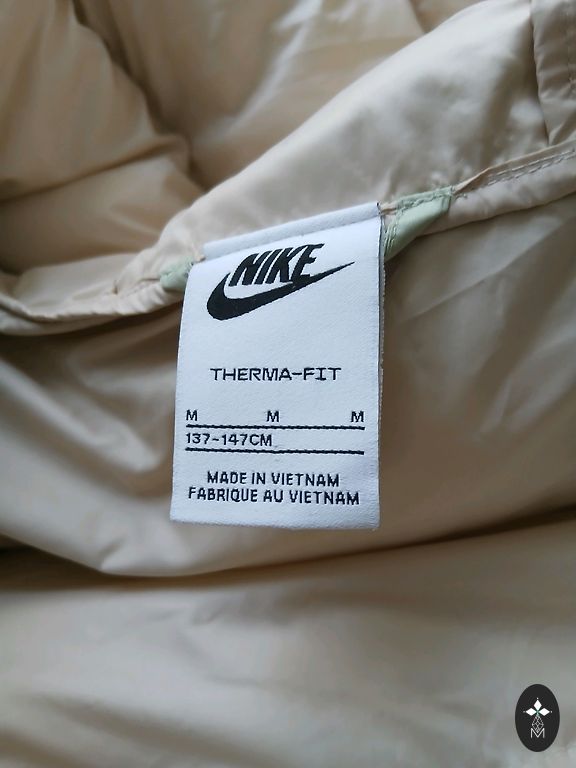 NIKE
THERMA-FIT
M M M
137-147CM
MADE IN VIETNAM
FABRIQUE AU VIETNAM
M